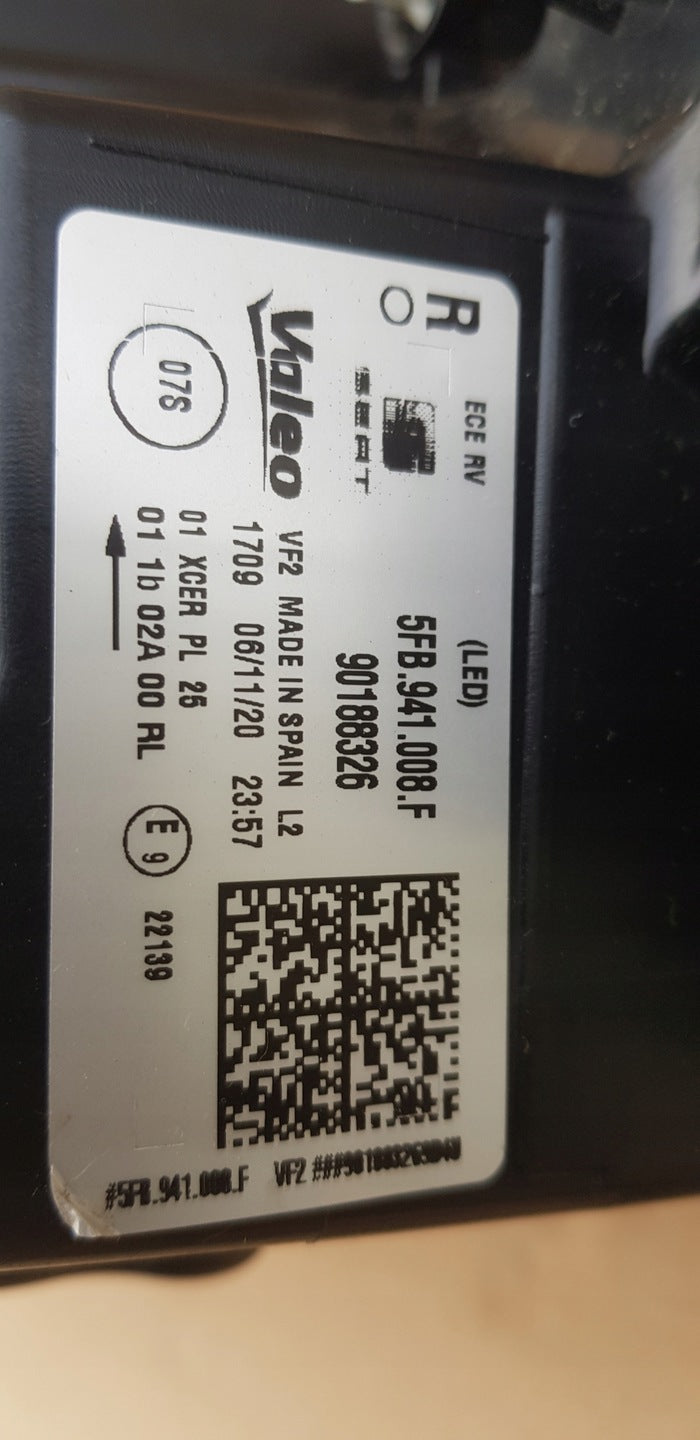 R
ECE RV
(LED)
SEAT
5FB.941.008.F
90188326
Valeo
VF2 MADE IN SPAIN L2
1709 06/11/20 23:57
07S
01 XCER PL 25
01 1b 02A 00 RL
E 9
22139
#5FB.941.008.F
VF2